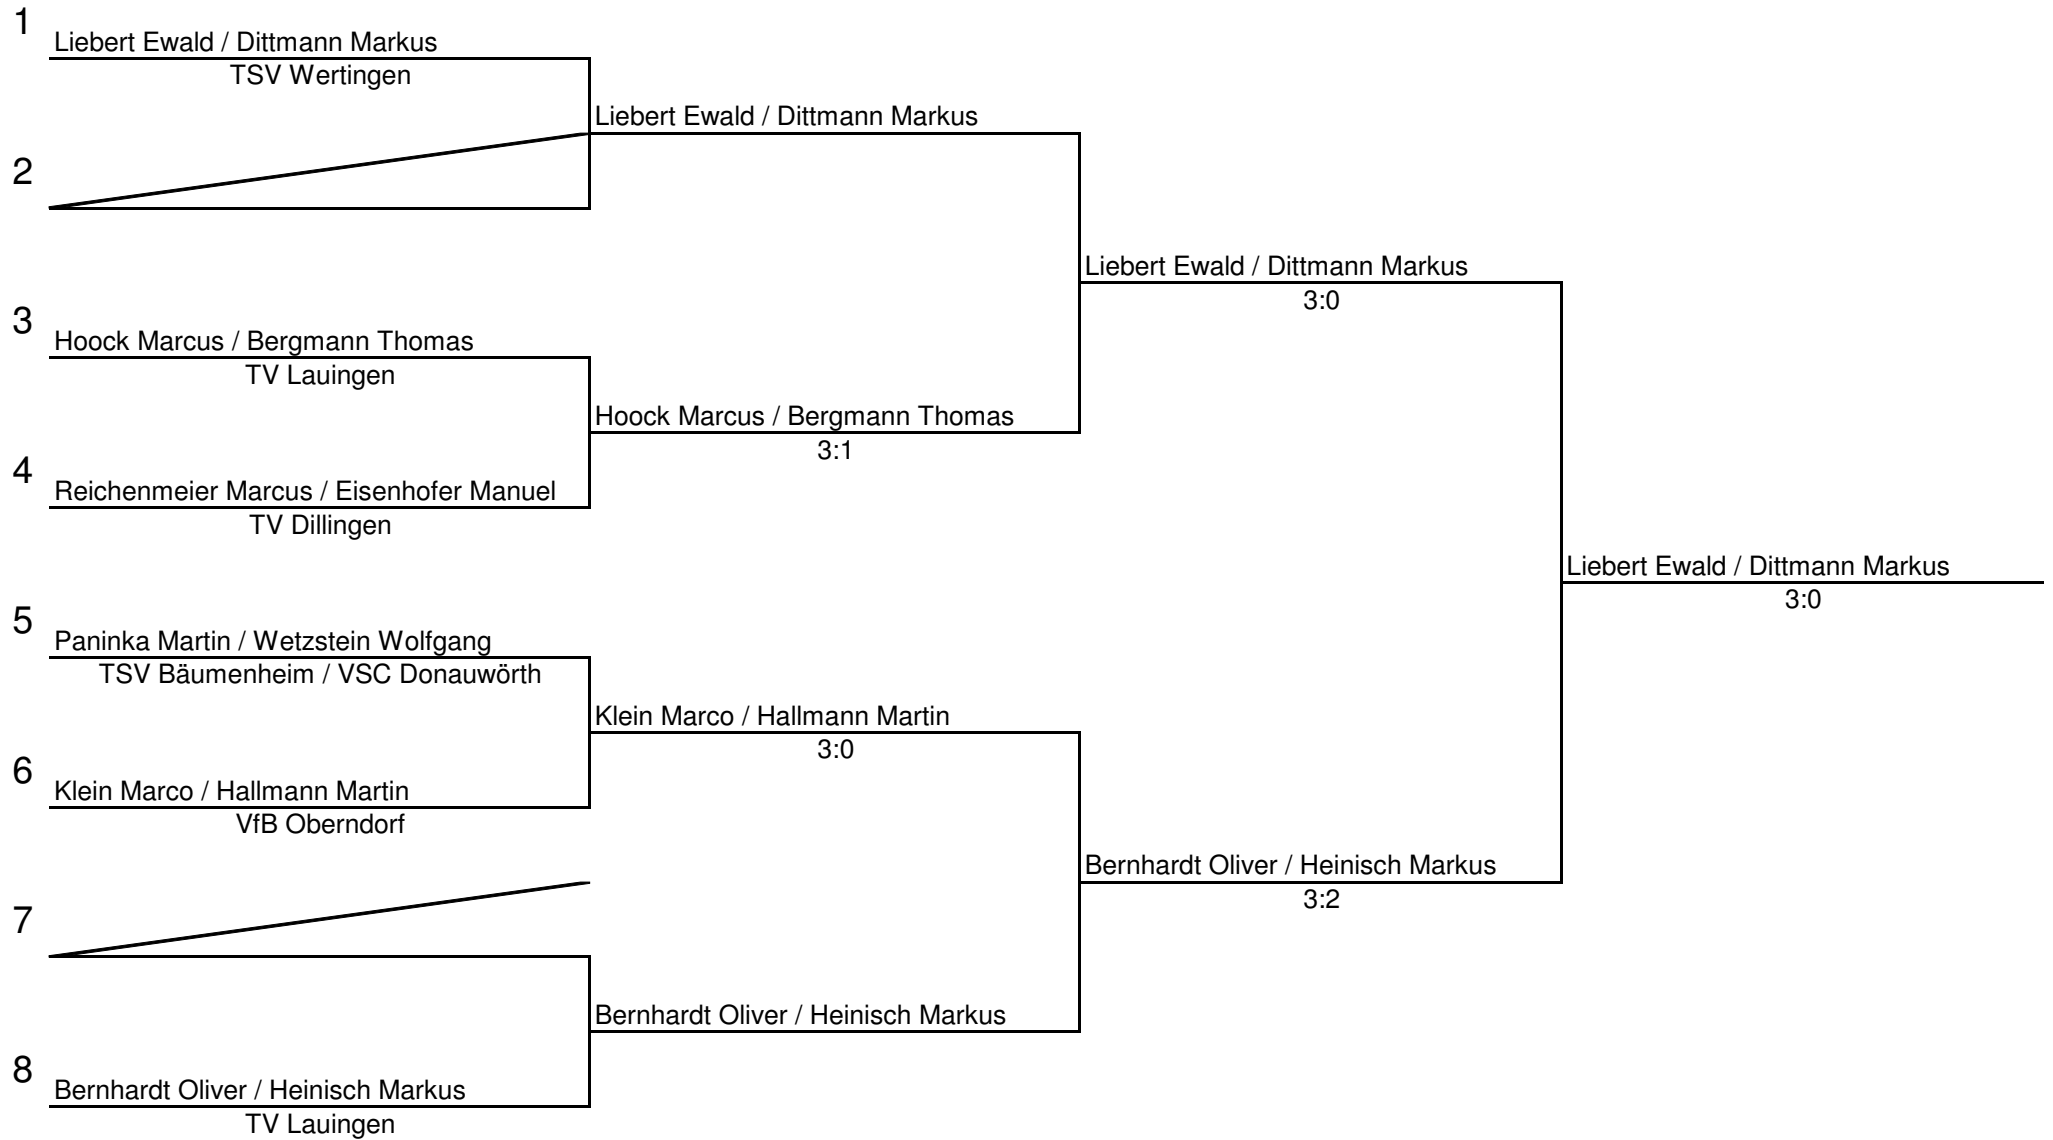 1
Liebert Ewald / Dittmann Markus
TSV Wertingen
Liebert Ewald / Dittmann Markus
2
Liebert Ewald / Dittmann Markus
3:0
3
Hoock Marcus / Bergmann Thomas
TV Lauingen
Hoock Marcus / Bergmann Thomas
3:1
4
Reichenmeier Marcus / Eisenhofer Manuel
TV Dillingen
Liebert Ewald / Dittmann Markus
3:0
5
Paninka Martin / Wetzstein Wolfgang
TSV Bäumenheim / VSC Donauwörth
Klein Marco / Hallmann Martin
3:0
6
Klein Marco / Hallmann Martin
VfB Oberndorf
Bernhardt Oliver / Heinisch Markus
3:2
7
Bernhardt Oliver / Heinisch Markus
8
Bernhardt Oliver / Heinisch Markus
TV Lauingen